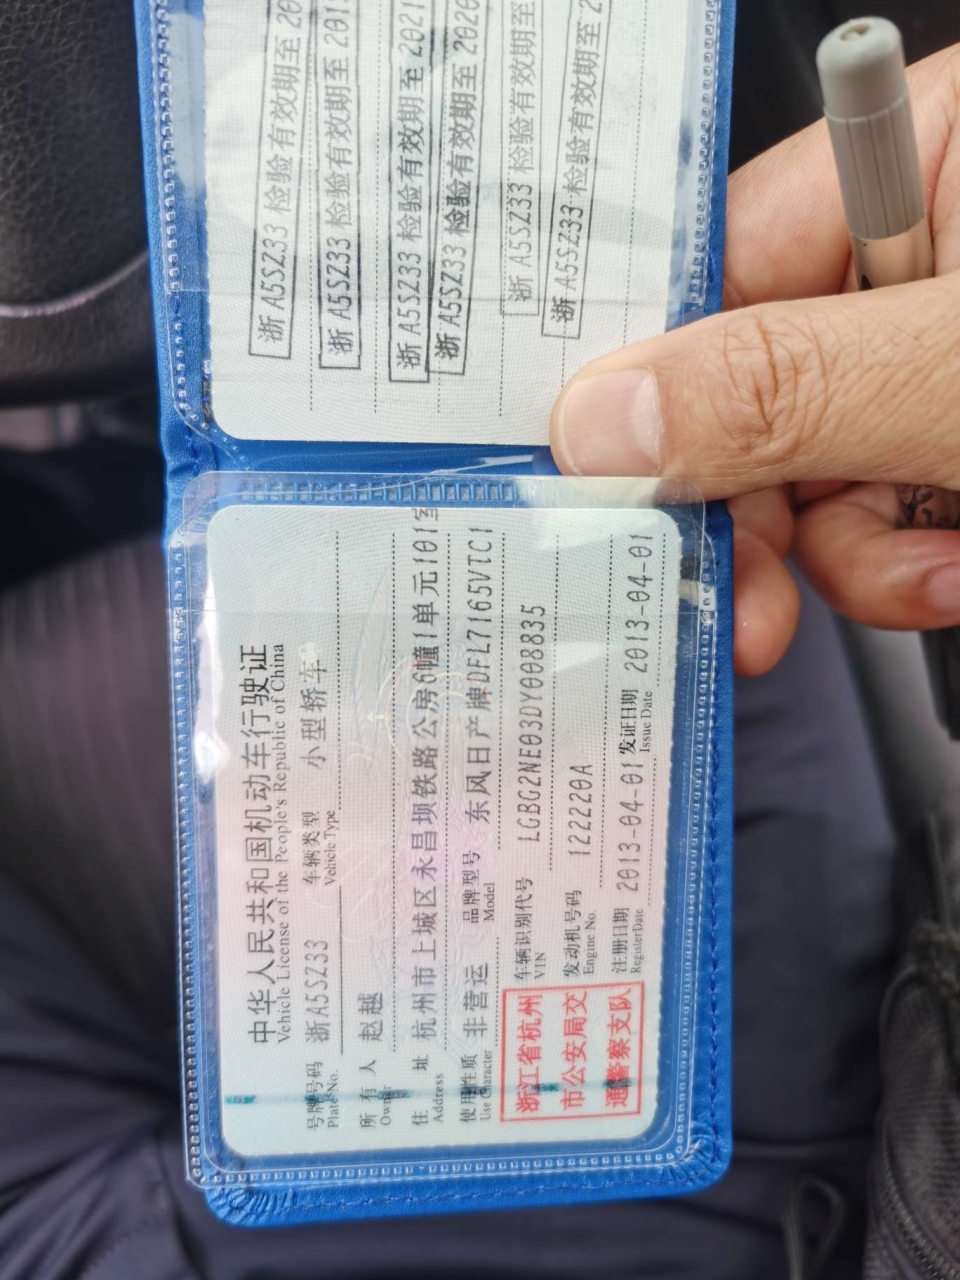 中华人民共和国机动车行驶证
Vehicle License of the People's Republic of China
号牌号码 浙A5SZ33 车辆类型 小型轿车
Plate No. Vehicle Type
所有人 赵越
Owner
住址 杭州市上城区永昌坝铁路公房6幢1单元101室
Address
使用性质 非营运 品牌型号 东风日产牌DFL7165VTC1
Use Character Model
浙江省杭州
市公安局交
通警察支队
车辆识别代号 LGBG2NE03DY008835
VIN
发动机号码 122220A
Engine No.
注册日期 2013-04-01 发证日期 2013-04-01
Register Date Issue Date
浙A5SZ33 检验有效期至 20
浙A5SZ33 检验有效期至 201
浙A5SZ33 检验有效期至 2021
浙A5SZ33 检验有效期至 2020
浙A5SZ33 检验有效期至
浙A5SZ33 检验有效期至 2